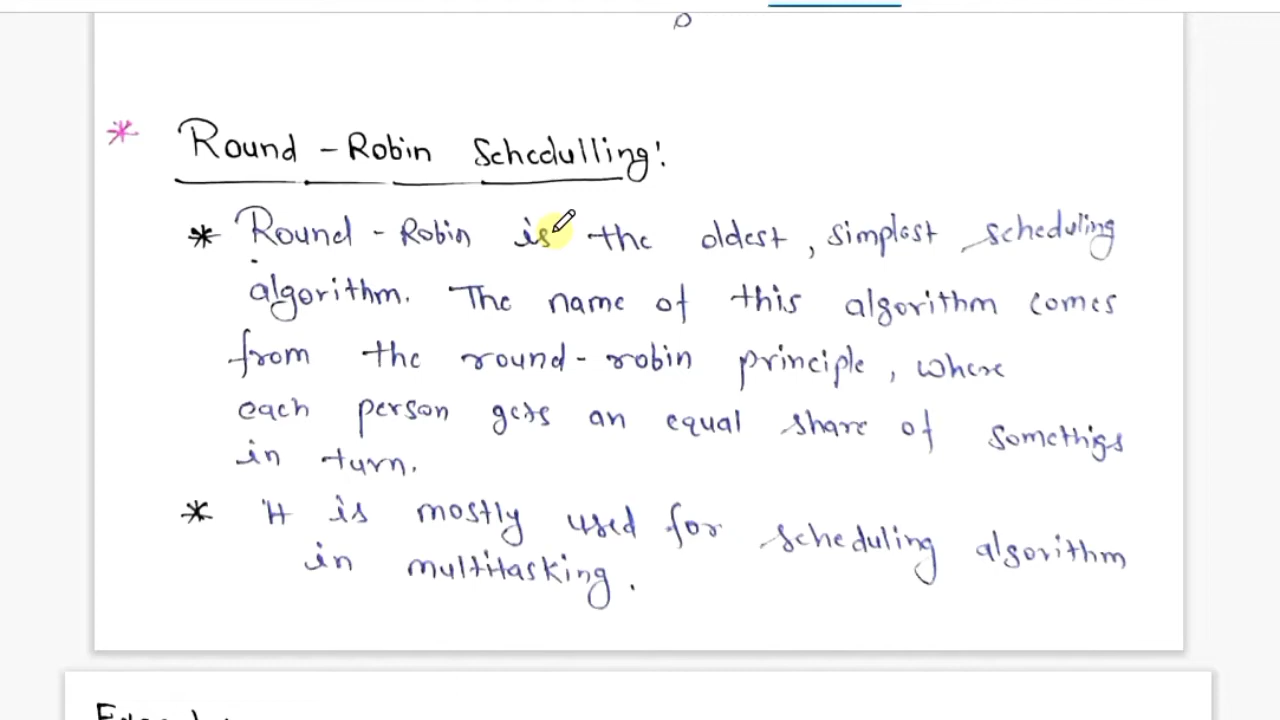 * Round - Robin Schedulling:
* Round - Robin is the oldest, simplest scheduling
algorithm. The name of this algorithm comes
from the round - robin principle, where
each person gets an equal share of somethigs
in turn.
* It is mostly used for scheduling algorithm
in multitasking.